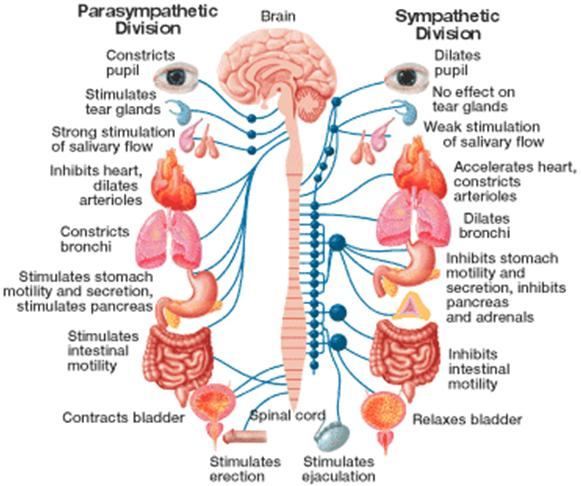 Parasympathetic
Division
Brain
Sympathetic
Division
Constricts
pupil
Stimulates
tear glands
Strong stimulation
of salivary flow
Inhibits heart,
dilates
arterioles
Constricts
bronchi
Stimulates stomach
motility and secretion,
stimulates pancreas
Stimulates
intestinal
motility
Contracts bladder
Spinal cord
Stimulates
erection
Stimulates
ejaculation
Dilates
pupil
No effect on
tear glands
Weak stimulation
of salivary flow
Accelerates heart,
constricts
arterioles
Dilates
bronchi
Inhibits stomach
motility and
secretion, inhibits
pancreas
and adrenals
Inhibits
intestinal
motility
Relaxes bladder